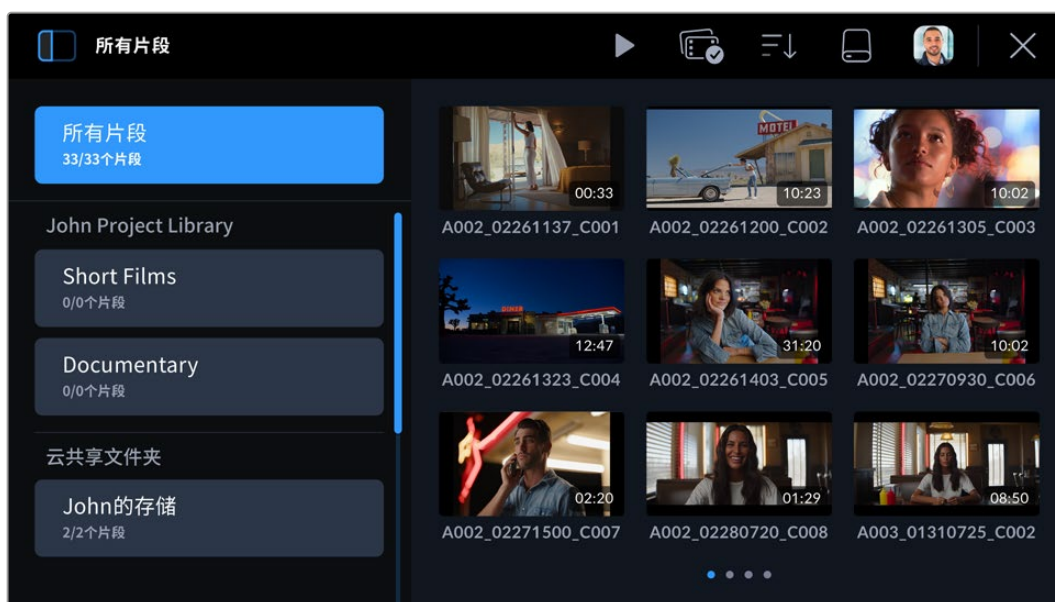 所有片段
所有片段
33/33个片段
John Project Library
Short Films
0/0个片段
Documentary
0/0个片段
云共享文件夹
John的存储
2/2个片段
MOTEL
00:33
10:23
10:02
A002_02261137_C001
A002_02261200_C002
A002_02261305_C003
DINER
12:47
31:20
10:02
A002_02261323_C004
A002_02261403_C005
A002_02270930_C006
02:20
01:29
08:50
A002_02271500_C007
A002_02280720_C008
A003_01310725_C002